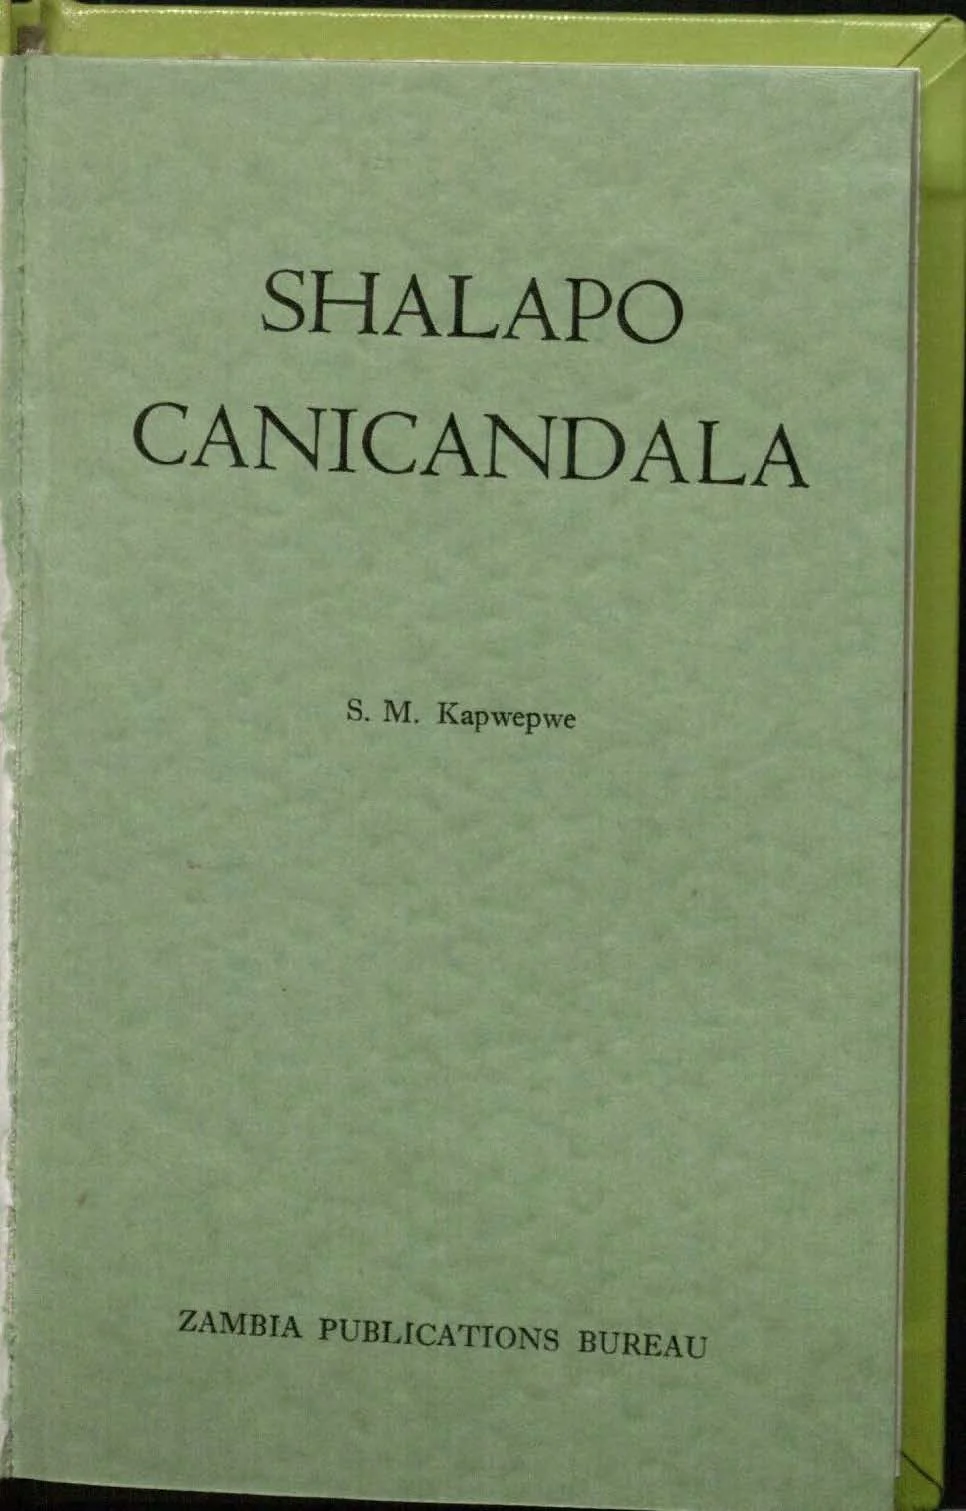 SHALAPO
CANICANDALA
S. M. Kapwepwe
ZAMBIA PUBLICATIONS BUREAU